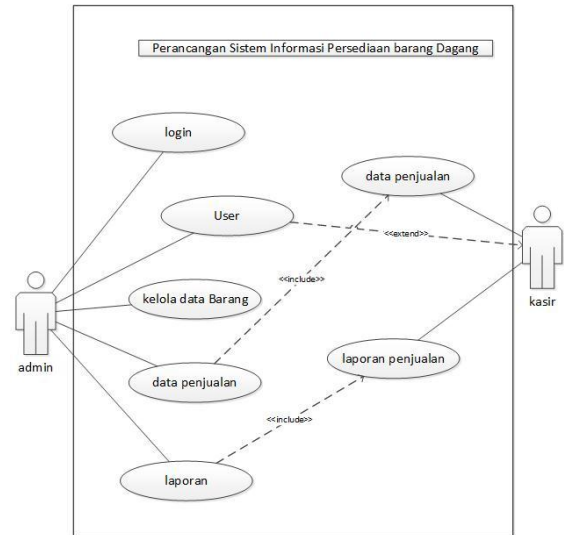 Perancangan Sistem Informasi Persediaan barang Dagang
login
data penjualan
User
<<extend>>
<<include>>
kelola data Barang
kasir
admin
laporan penjualan
data penjualan
<<include>>
laporan